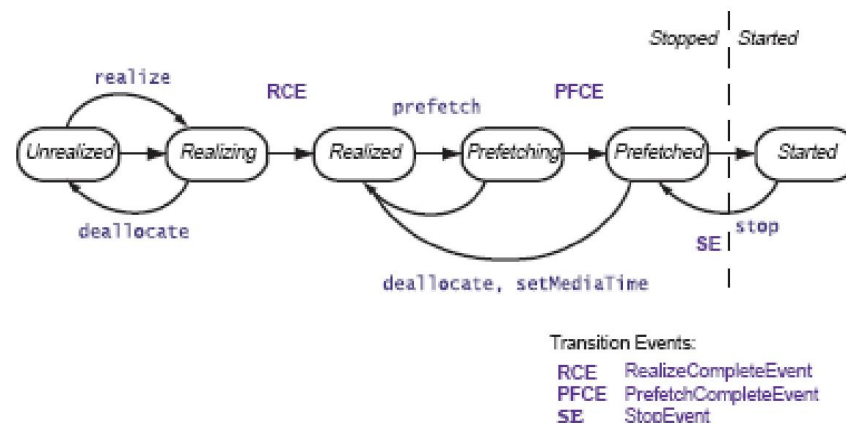 Stopped Started
realize
RCE
prefetch
PFCE
Unrealized Realizing Realized Prefetching Prefetched Started
deallocate
SE
stop
deallocate, setMediaTime
Transition Events:
RCE RealizeCompleteEvent
PFCE PrefetchCompleteEvent
SE StopEvent